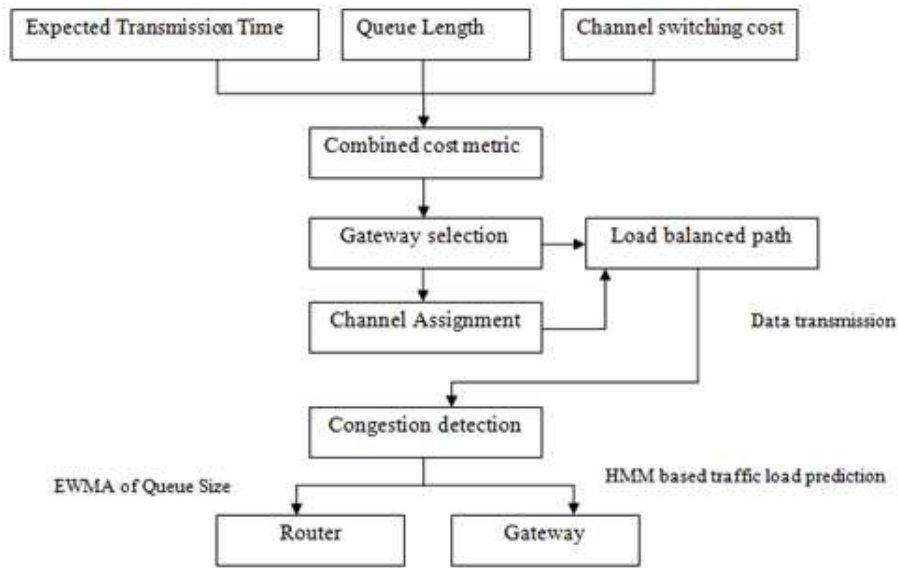 Expected Transmission Time
Queue Length
Channel switching cost
Combined cost metric
Gateway selection
Load balanced path
Channel Assignment
Data transmission
Congestion detection
EWMA of Queue Size
HMM based traffic load prediction
Router
Gateway